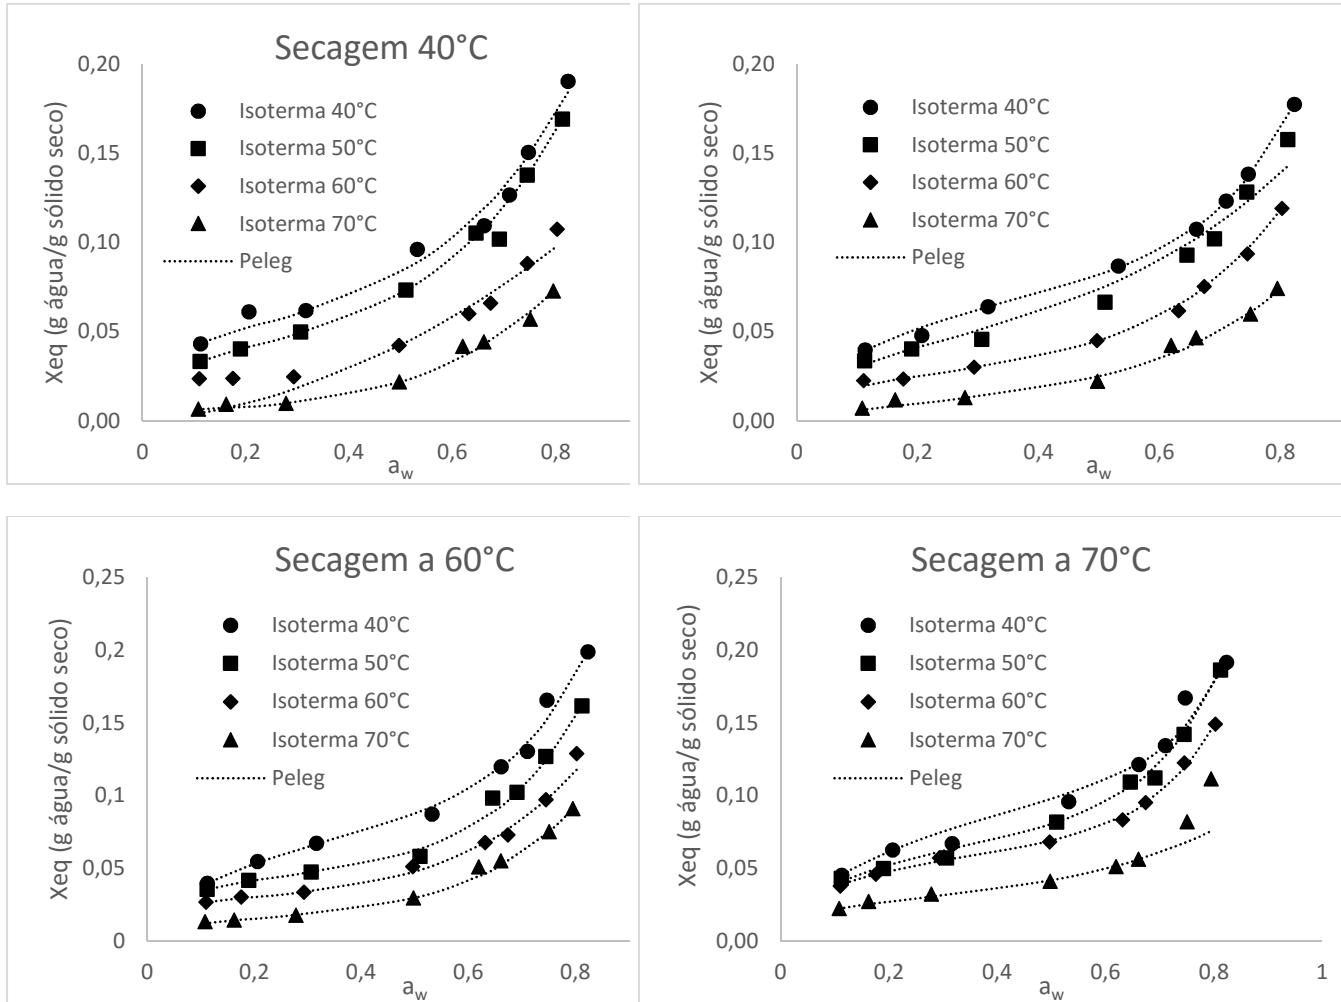 Secagem 40°C
Xeq (g água/g sólido seco)
0,20
0,15
0,10
0,05
0,00
Isoterma 40°C
Isoterma 50°C
Isoterma 60°C
Isoterma 70°C
Peleg
0
0,2
0,4
0,6
0,8
aw
Xeq (g água/g sólido seco)
0,20
0,15
0,10
0,05
0,00
Isoterma 40°C
Isoterma 50°C
Isoterma 60°C
Isoterma 70°C
Peleg
0
0,2
0,4
0,6
0,8
aw
Secagem a 60°C
Xeq (g água/g sólido seco)
0,25
0,2
0,15
0,1
0,05
0
Isoterma 40°C
Isoterma 50°C
Isoterma 60°C
Isoterma 70°C
Peleg
0
0,2
0,4
0,6
0,8
aw
Secagem a 70°C
Xeq (g água/g sólido seco)
0,25
0,20
0,15
0,10
0,05
0,00
Isoterma 40°C
Isoterma 50°C
Isoterma 60°C
Isoterma 70°C
Peleg
0
0,2
0,4
0,6
0,8
1
aw